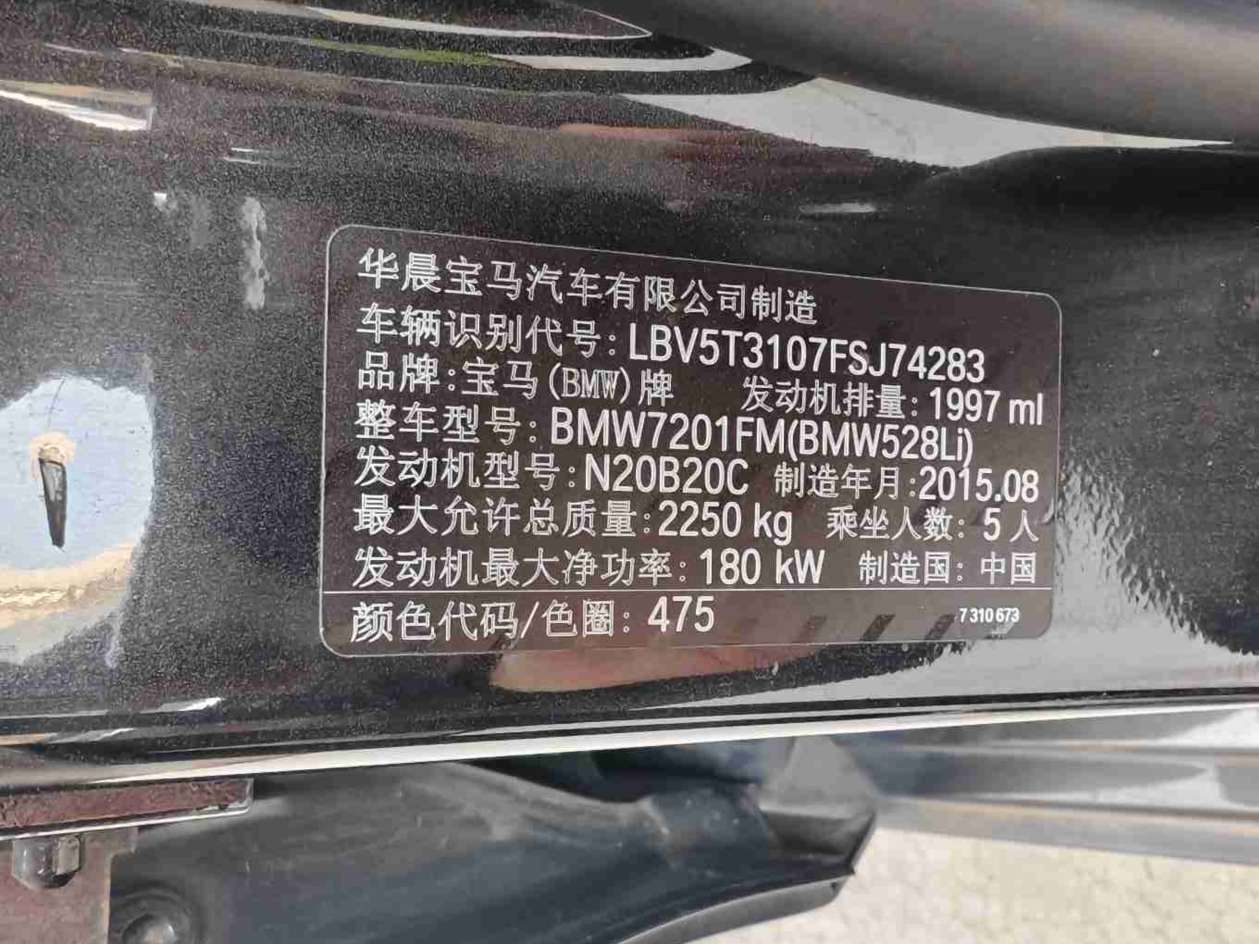 华晨宝马汽车有限公司制造
车辆识别代号: LBV5T3107FSJ74283
品牌: 宝马(BMW)牌 发动机排量: 1997 ml
整车型号: BMW7201FM(BMW528Li)
发动机型号: N20B20C 制造年月: 2015.08
最大允许总质量: 2250 kg 乘坐人数: 5 人
发动机最大净功率: 180 kW 制造国: 中国
颜色代码/色圈: 475 7 310 673